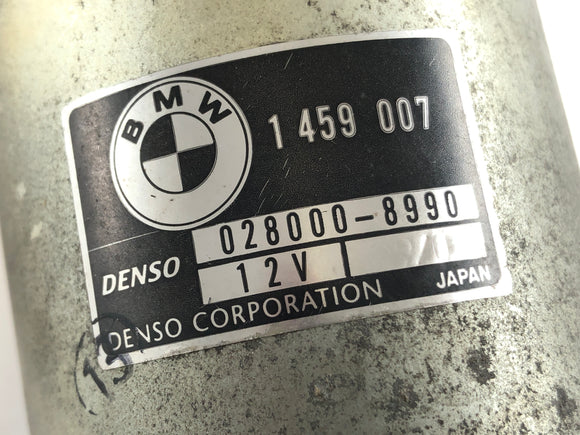 BMW
1 459 007
DENSO
028000-8990
12V
DENSO CORPORATION
JAPAN